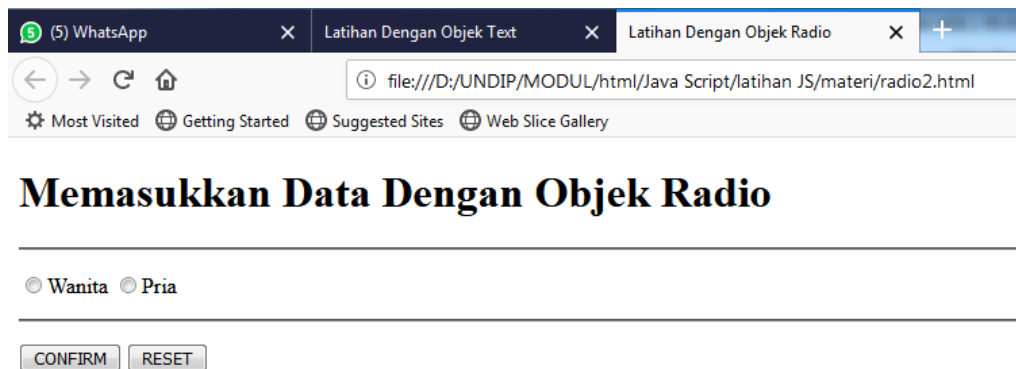 5 (5) WhatsApp
Latihan Dengan Objek Text
Latihan Dengan Objek Radio
file:///D:/UNDIP/MODUL/html/Java Script/latihan JS/materi/radio2.html
Most Visited Getting Started Suggested Sites Web Slice Gallery
Memasukkan Data Dengan Objek Radio
Wanita Pria
CONFIRM RESET